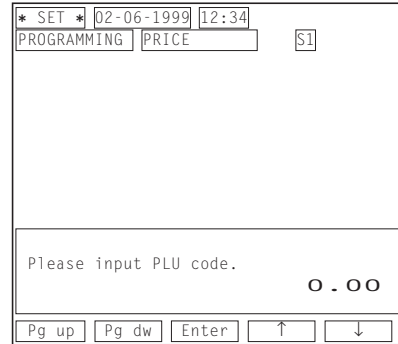 * SET * 02-06-1999 12:34
PROGRAMMING PRICE S1
Please input PLU code.
0.00
Pg up Pg dw Enter ↑ ↓